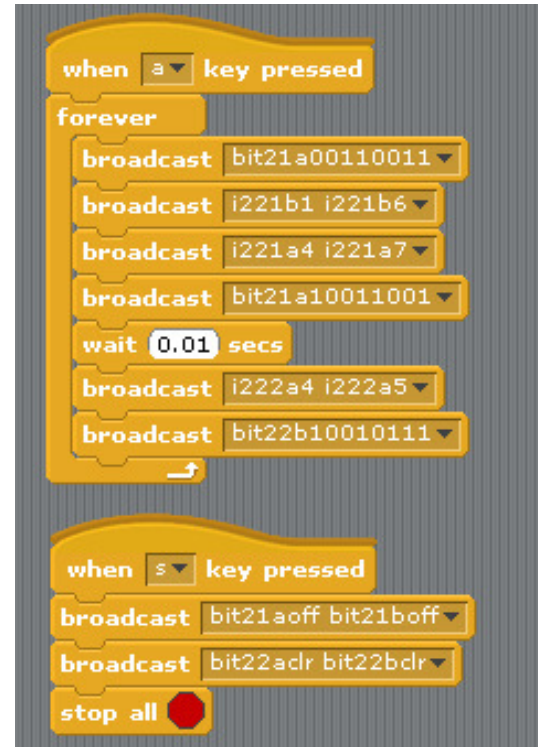 when a key pressed
forever
broadcast bit21a00110011
broadcast i221b1 i221b6
broadcast i221a4 i221a7
broadcast bit21a10011001
wait 0.01 secs
broadcast i222a4 i222a5
broadcast bit22b10010111
when s key pressed
broadcast bit21aoff bit21boff
broadcast bit22aclr bit22bclr
stop all